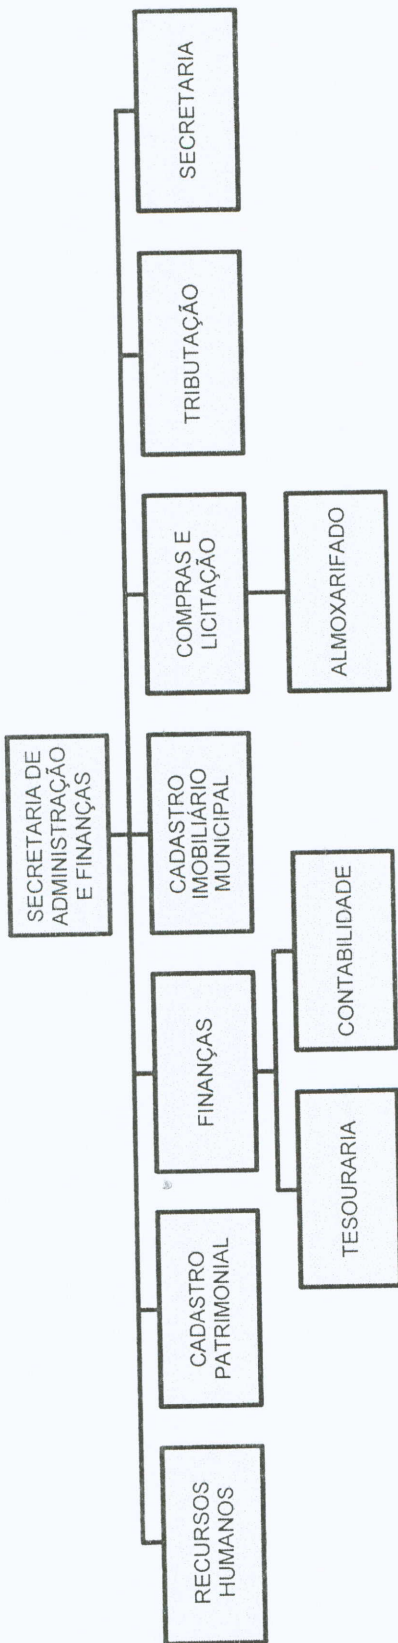 SECRETARIA DE
ADMINISTRAÇÃO
E FINANÇAS
RECURSOS
HUMANOS
CADASTRO
PATRIMONIAL
FINANÇAS
CADASTRO
IMOBILIÁRIO
MUNICIPAL
COMPRAS E
LICITAÇÃO
TRIBUTAÇÃO
SECRETARIA
TESOURARIA
CONTABILIDADE
ALMOXARIFADO